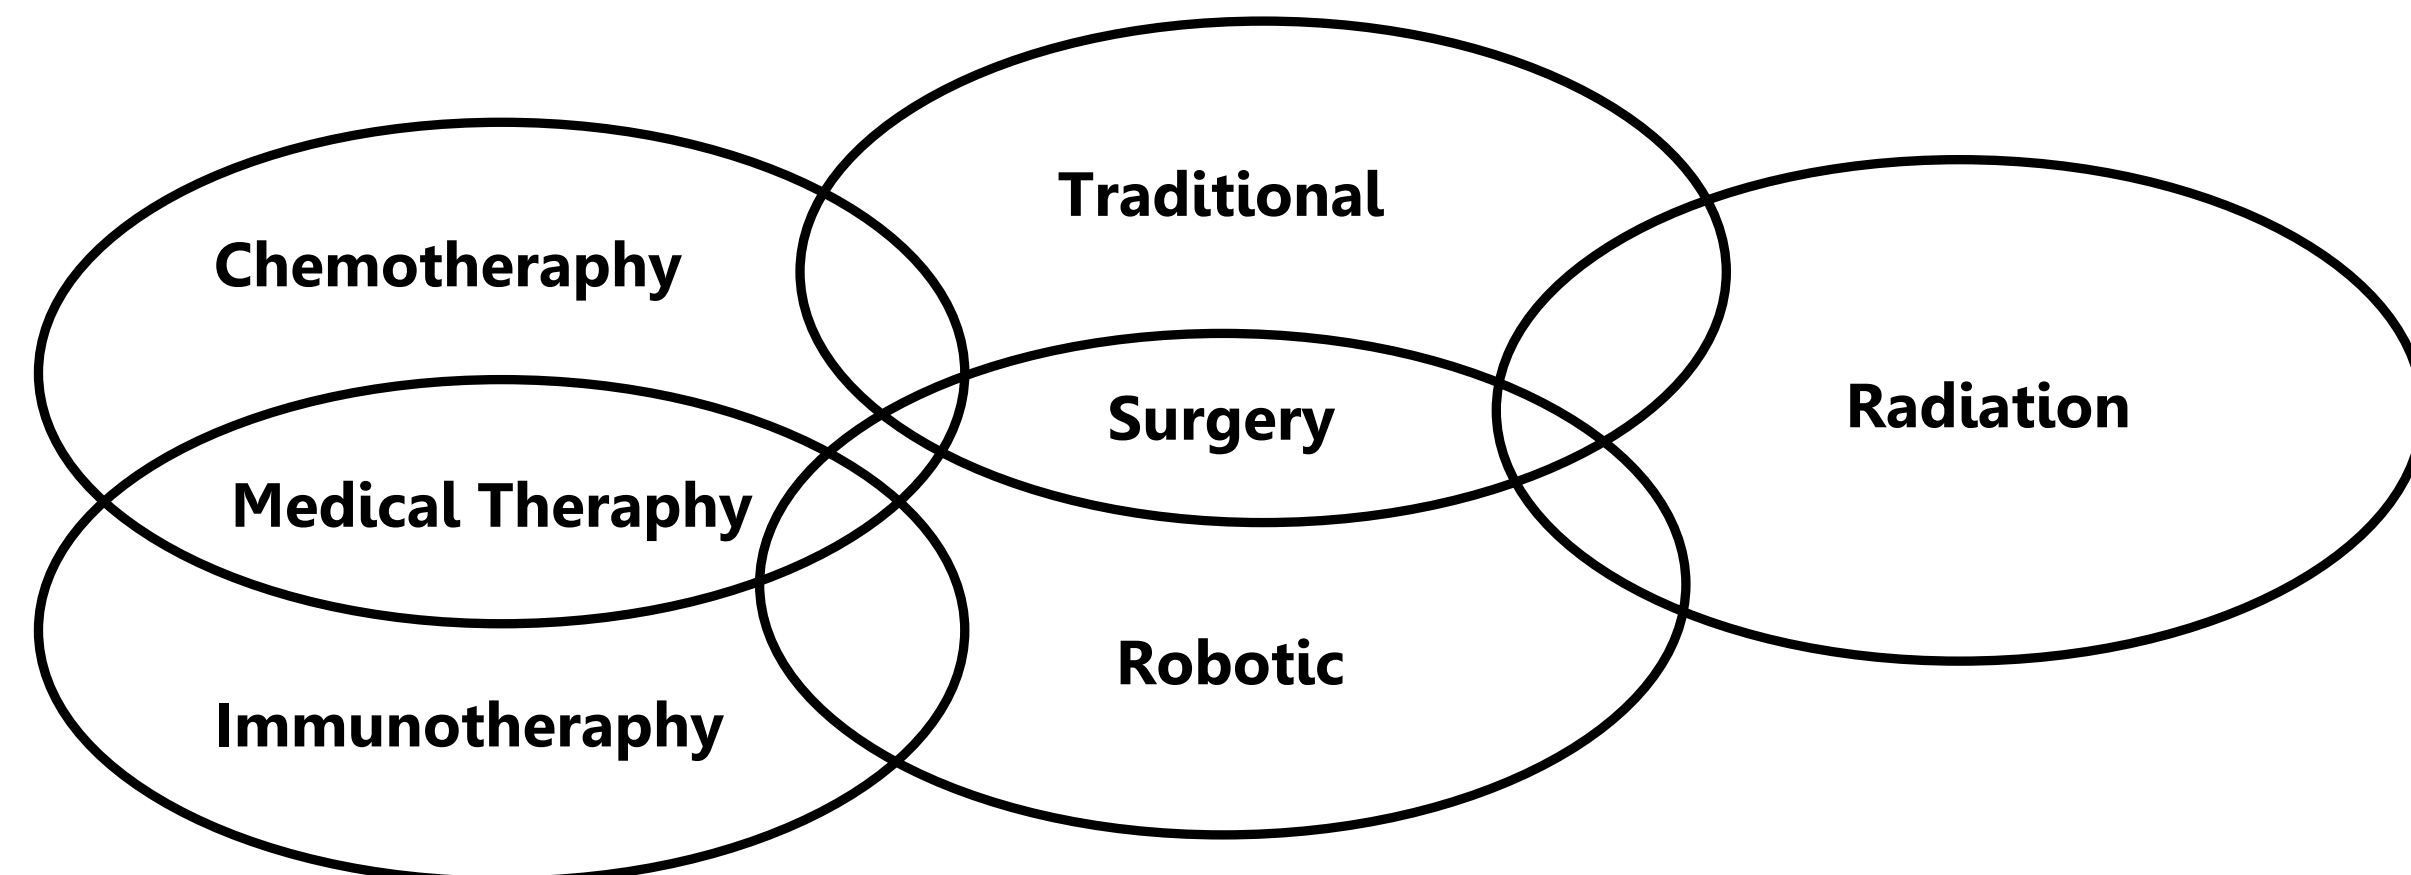 Traditional
Chemotheraphy
Surgery
Radiation
Medical Theraphy
Robotic
Immunotheraphy